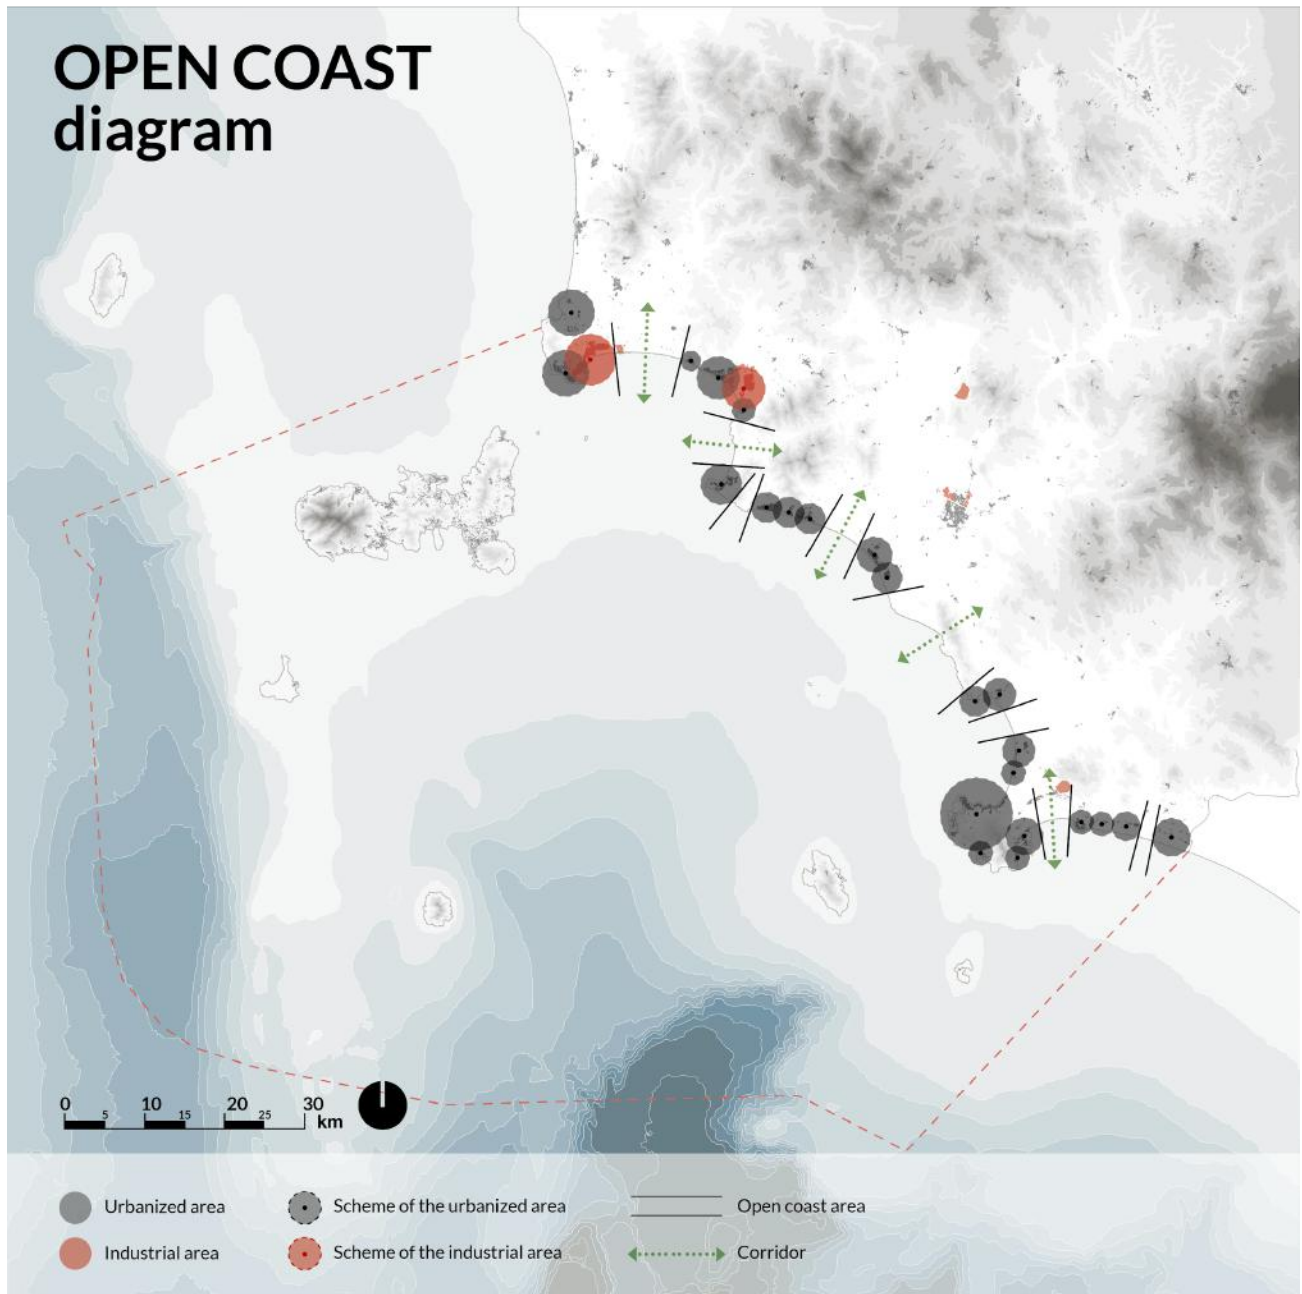 OPEN COAST
diagram
0 10 20 30
5 15 25 km
Urbanized area
Scheme of the urbanized area
Open coast area
Industrial area
Scheme of the industrial area
Corridor